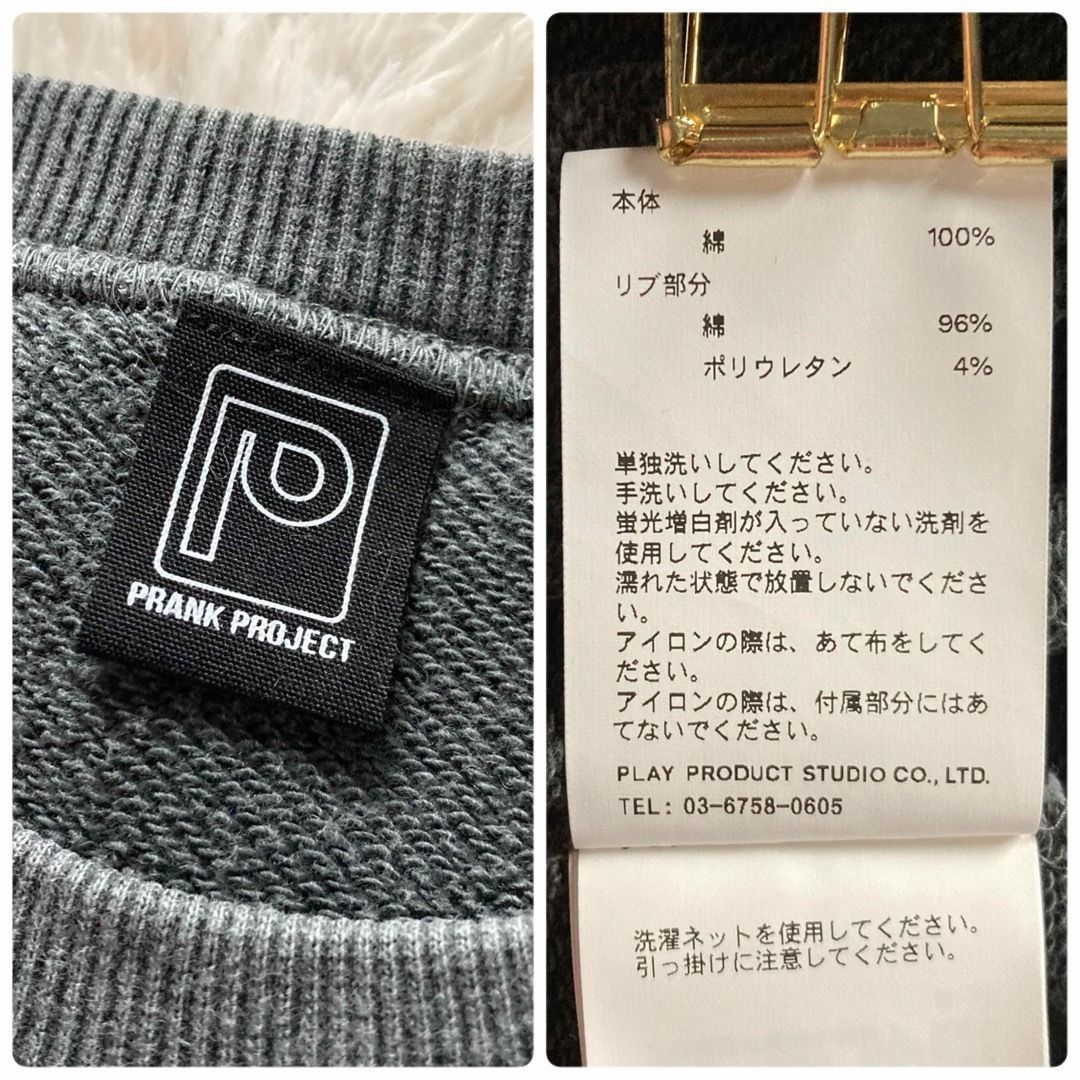 P
PRANK PROJECT
本体
綿 100%
リブ部分
綿 96%
ポリウレタン 4%
単独洗いしてください。
手洗いしてください。
蛍光増白剤が入っていない洗剤を
使用してください。
濡れた状態で放置しないでくださ
い。
アイロンの際は、あて布をしてく
ださい。
アイロンの際は、付属部分にはあ
てないでください。
PLAY PRODUCT STUDIO CO., LTD.
TEL: 03-6758-0605
洗濯ネットを使用してください。
引っ掛けに注意してください。